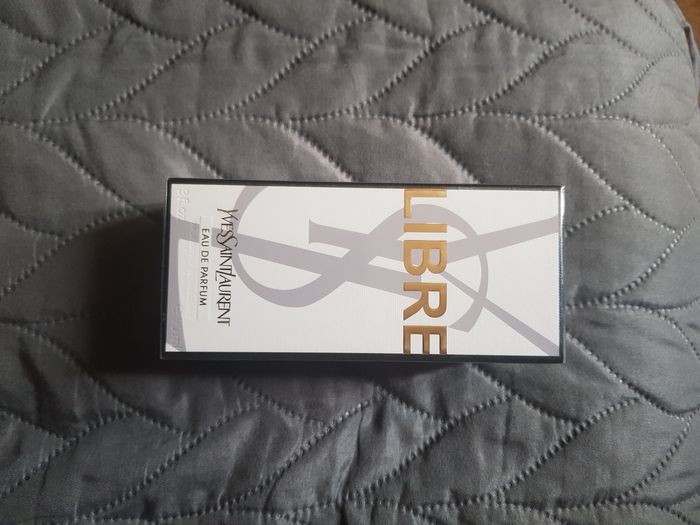 LIBRE
YVESSAINTLAURENT
EAU DE PARFUM